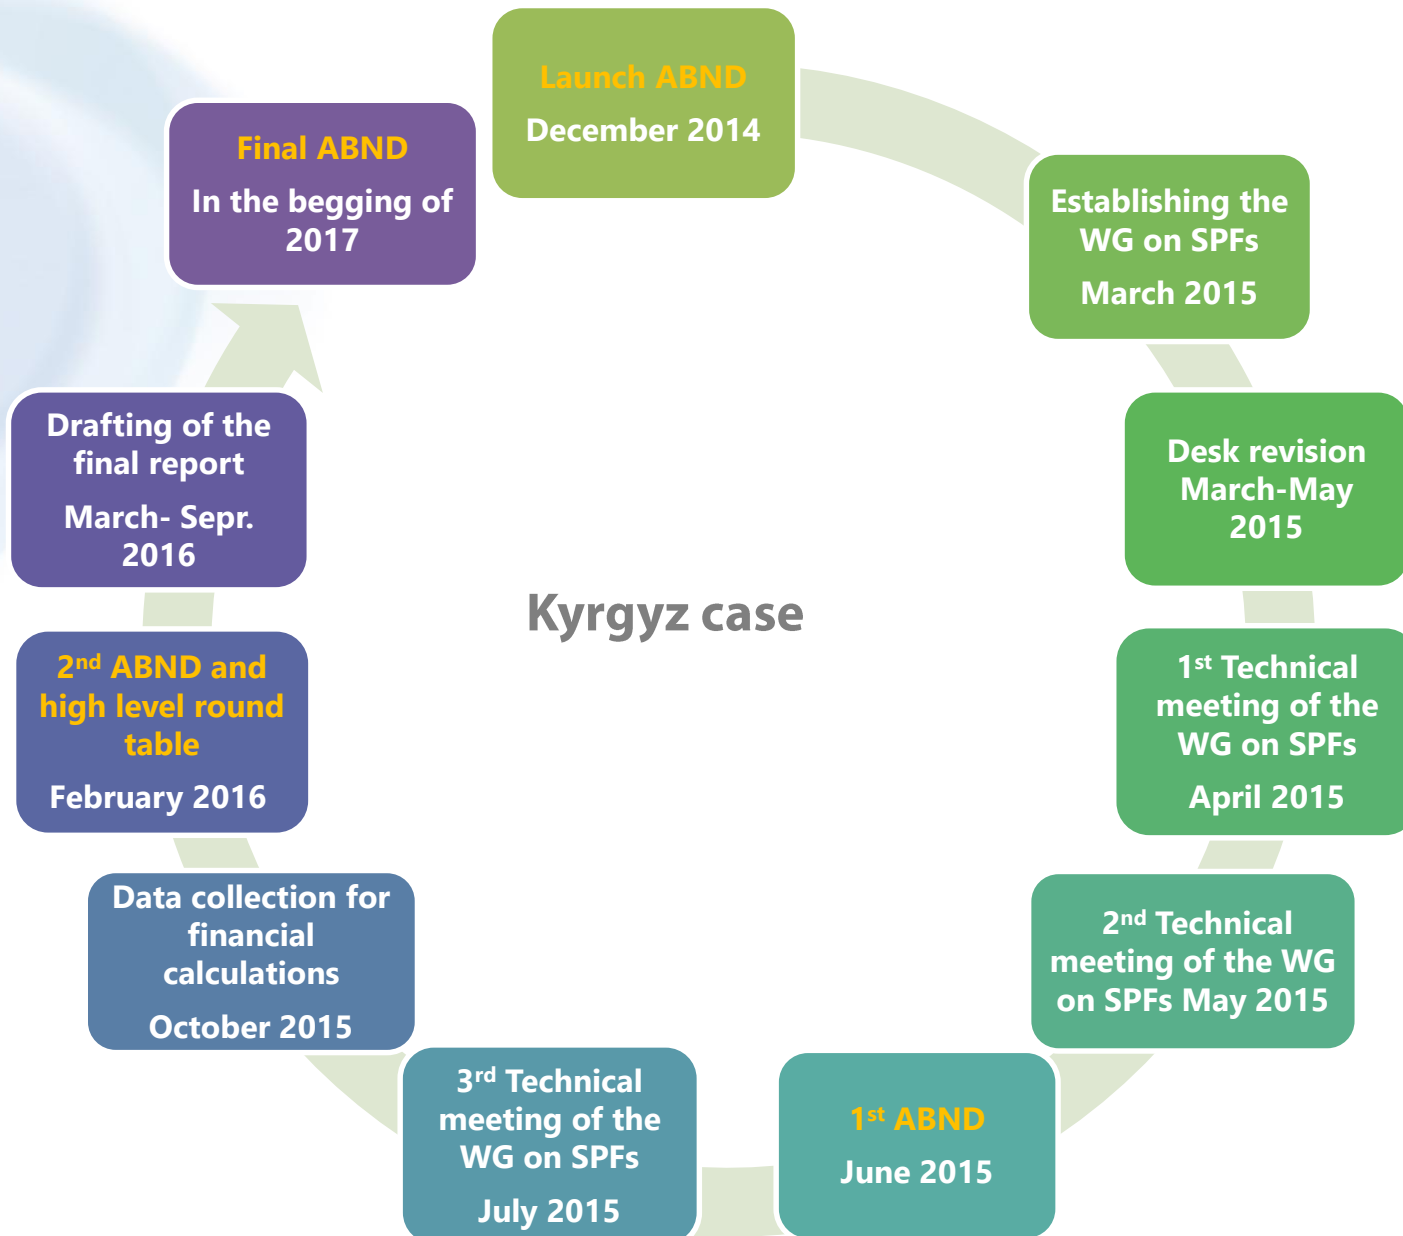 Launch ABND
December 2014
Establishing the
WG on SPFs
March 2015
Desk revision
March-May
2015
1st Technical
meeting of the
WG on SPFs
April 2015
2nd Technical
meeting of the WG
on SPFs May 2015
1st ABND
June 2015
3rd Technical
meeting of the
WG on SPFs
July 2015
Data collection for
financial
calculations
October 2015
2nd ABND and
high level round
table
February 2016
Drafting of the
final report
March- Sepr.
2016
Final ABND
In the begging of
2017
Kyrgyz case